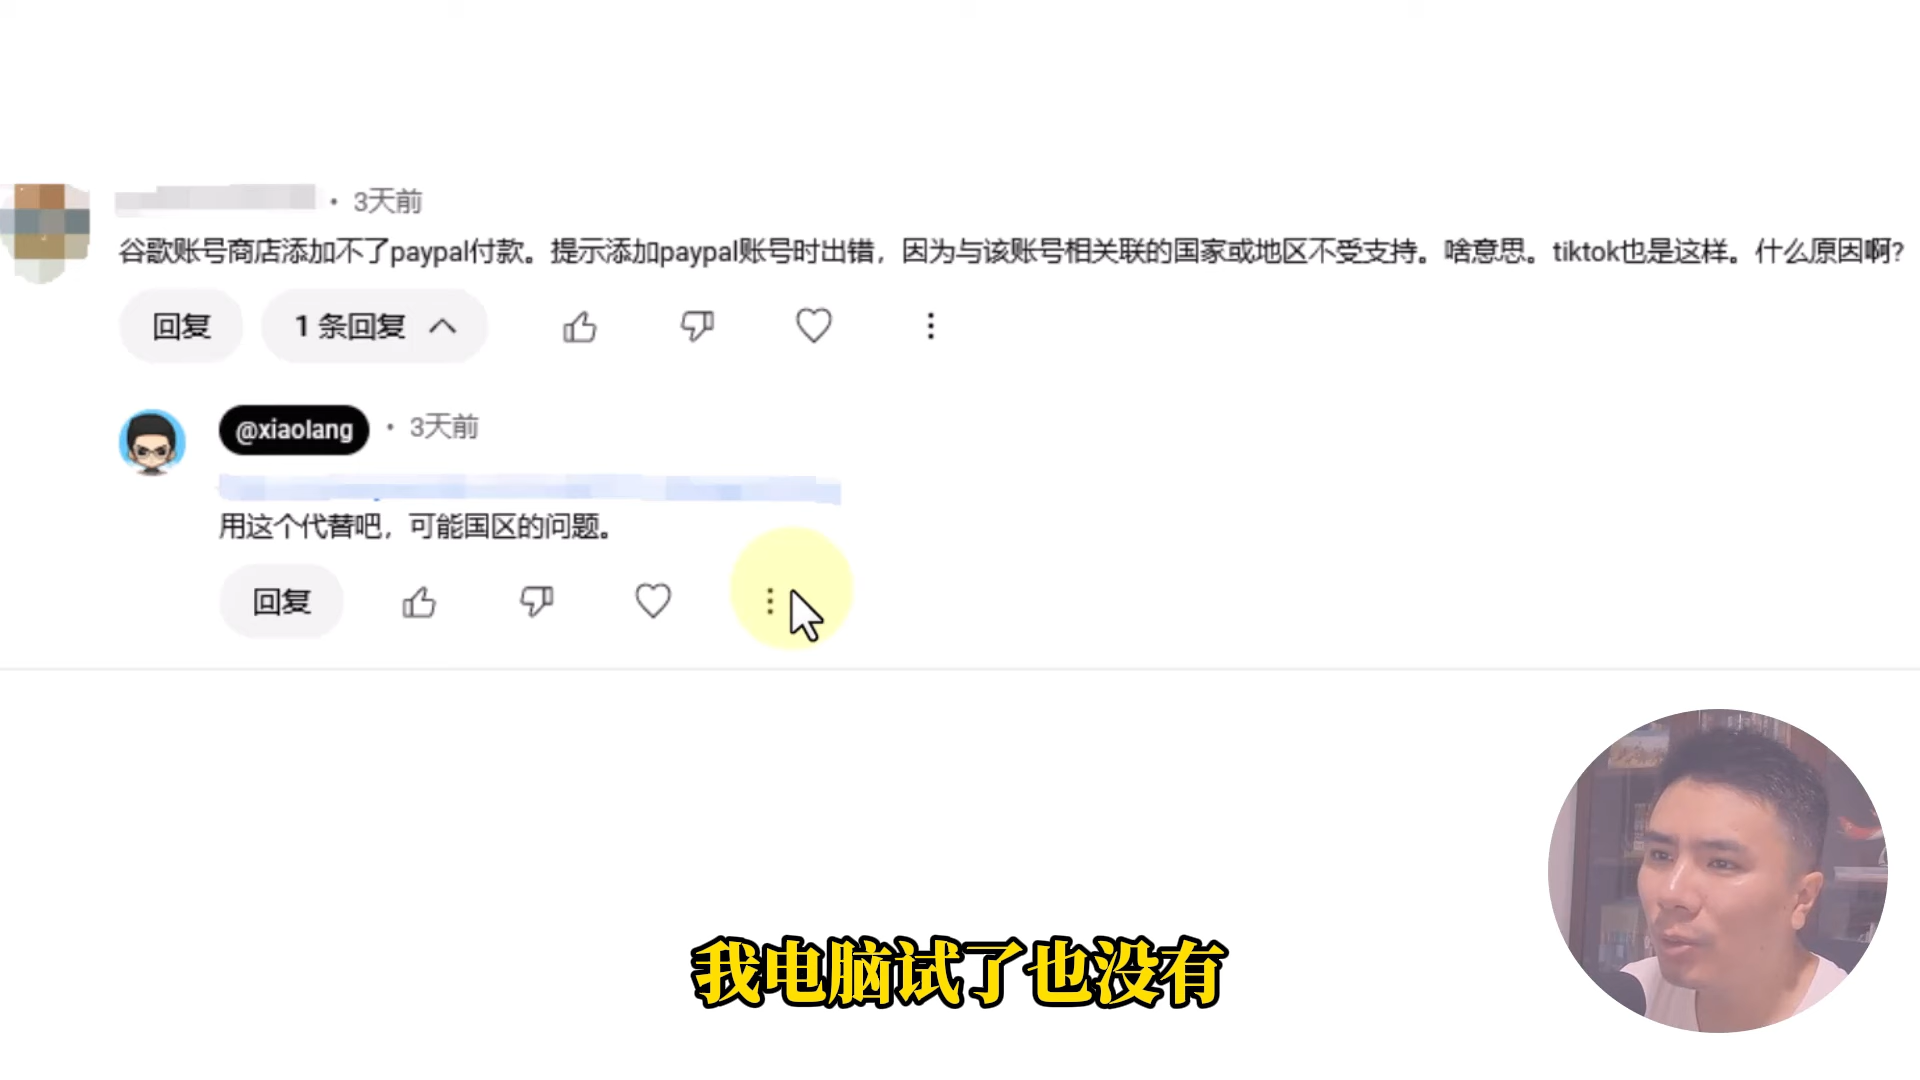 • 3天前
谷歌账号商店添加不了paypal付款。提示添加paypal账号时出错，因为与该账号相关联的国家或地区不受支持。啥意思。tiktok也是这样。什么原因啊?
回复 1 条回复
@xiaolang • 3天前
用这个代替吧，可能国区的问题。
回复
我电脑试了也没有